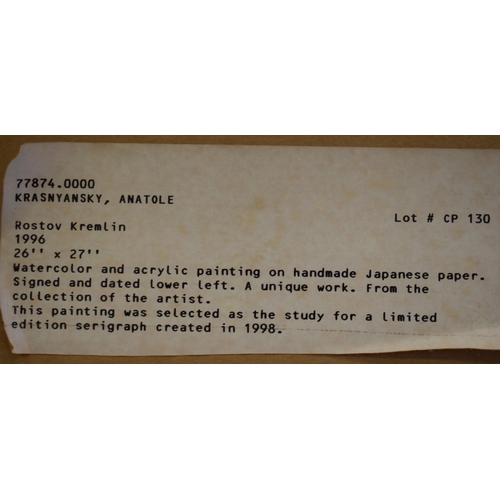 77874.0000
KRASNYANSKY, ANATOLE
Lot # CP 130
Rostov Kremlin
1996
26'' x 27''
Watercolor and acrylic painting on handmade Japanese paper.
Signed and dated lower left. A unique work. From the
collection of the artist.
This painting was selected as the study for a limited
edition serigraph created in 1998.